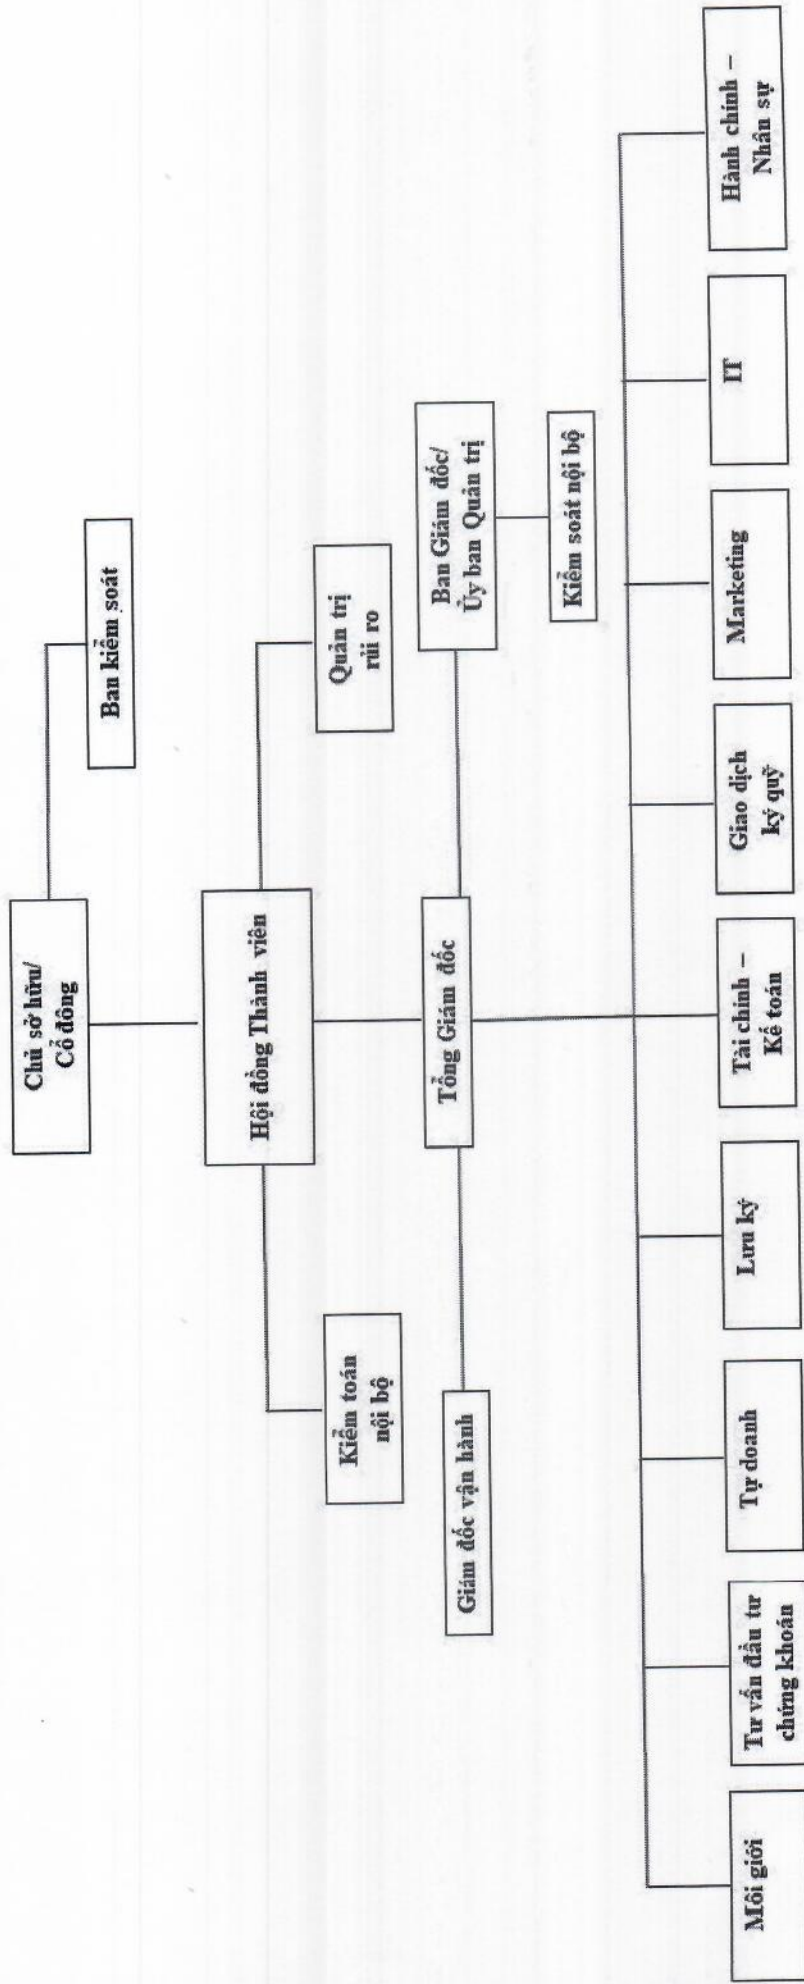 Chủ sở hữu/
Cổ đông
Ban kiểm soát
Hội đồng Thành viên
Kiểm toán
nội bộ
Quản trị
rủi ro
Giám đốc vận hành
Tổng Giám đốc
Ban Giám đốc/
Ủy ban Quản trị
Kiểm soát nội bộ
Môi giới
Tư vấn đầu tư
chứng khoán
Tự doanh
Lưu ký
Tài chính –
Kế toán
Giao dịch
ký quỹ
Marketing
IT
Hành chính –
Nhân sự